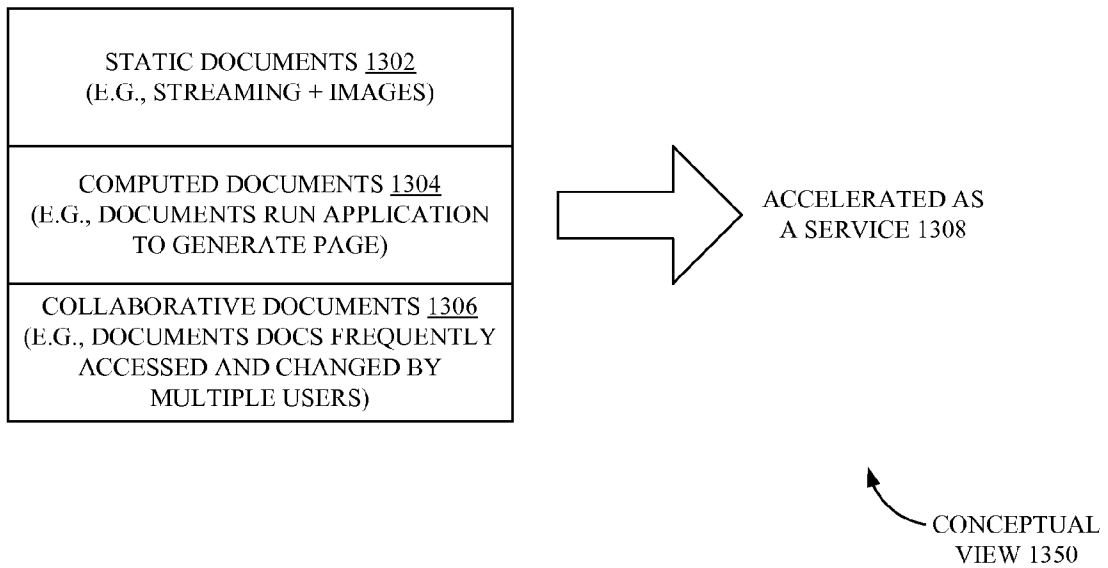 STATIC DOCUMENTS 1302
(E.G., STREAMING + IMAGES)
COMPUTED DOCUMENTS 1304
(E.G., DOCUMENTS RUN APPLICATION
TO GENERATE PAGE)
COLLABORATIVE DOCUMENTS 1306
(E.G., DOCUMENTS DOCS FREQUENTLY
ACCESSED AND CHANGED BY
MULTIPLE USERS)
ACCELERATED AS
A SERVICE 1308
CONCEPTUAL
VIEW 1350